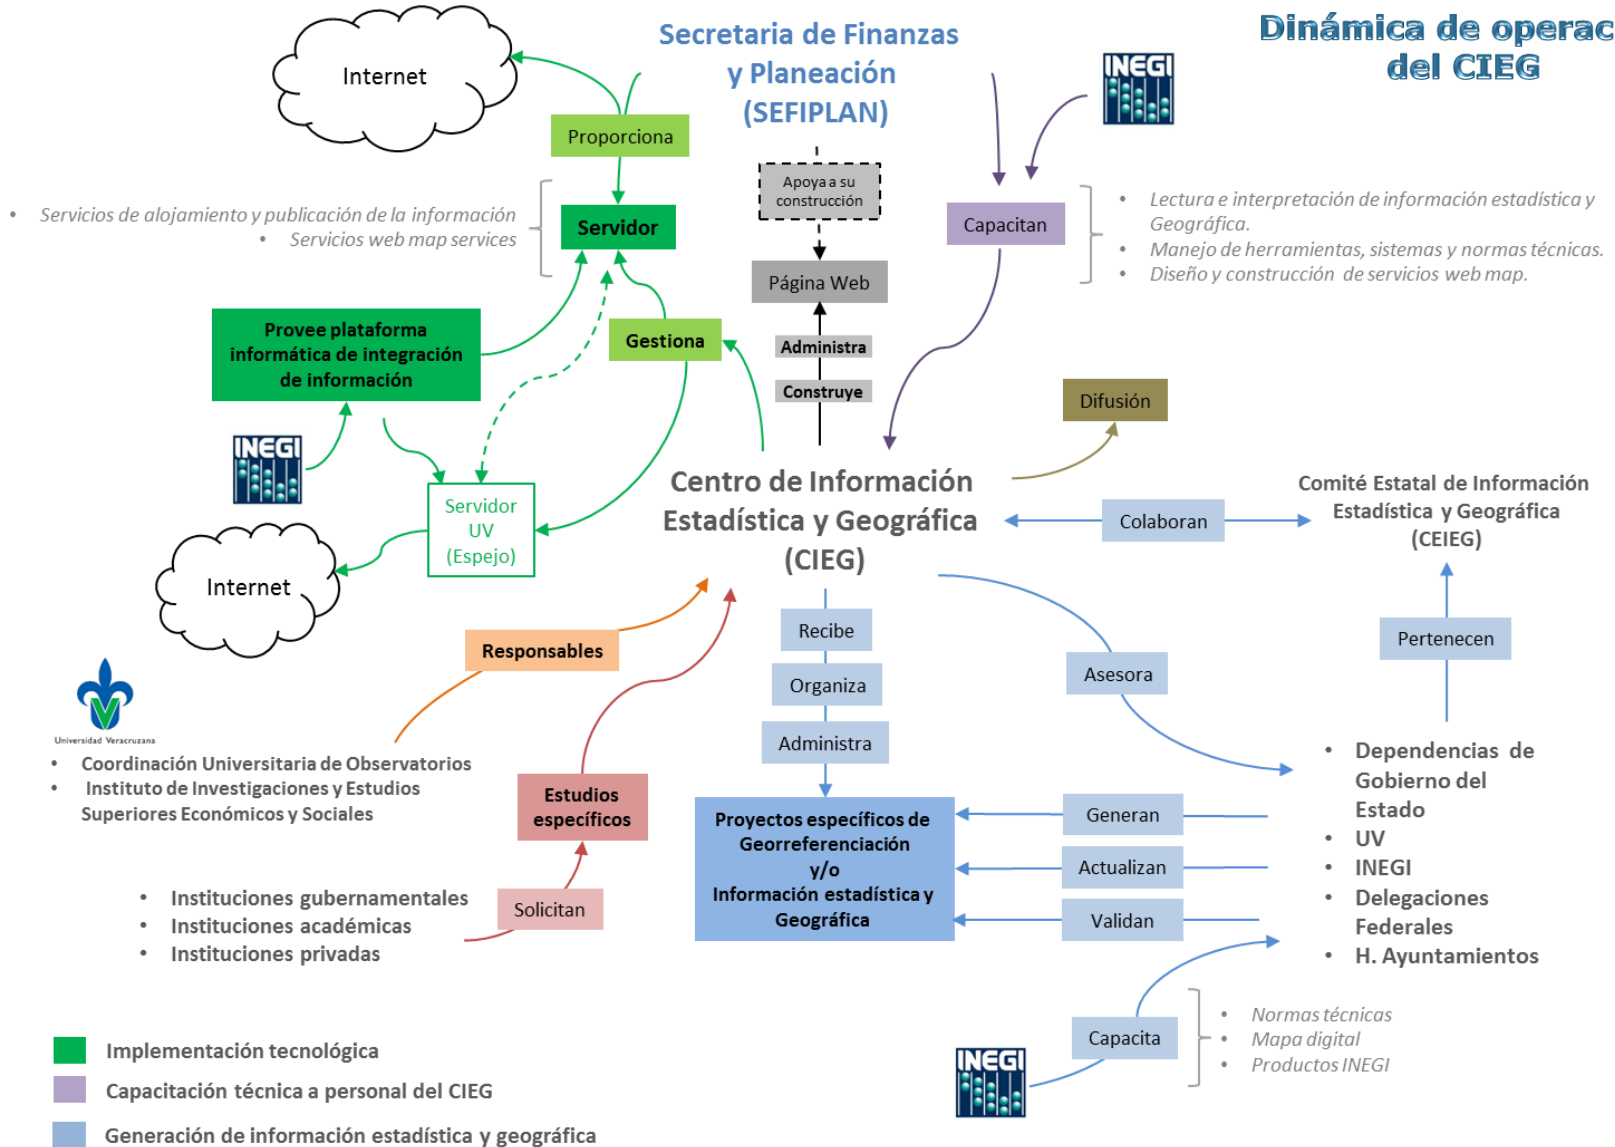 Dinámica de operac
del CIEG
Secretaria de Finanzas
y Planeación
(SEFIPLAN)
Internet
INEGI
Proporciona
Apoya a su
construcción
• Servicios de alojamiento y publicación de la información
• Servicios web map services
Servidor
Capacitan
• Lectura e interpretación de información estadística y
Geográfica.
• Manejo de herramientas, sistemas y normas técnicas.
• Diseño y construcción de servicios web map.
Página Web
Provee plataforma
informática de integración
de información
Gestiona
Administra
Construye
Difusión
INEGI
Servidor
UV
(Espejo)
Internet
Centro de Información
Estadística y Geográfica
(CIEG)
Colaboran
Comité Estatal de Información
Estadística y Geográfica
(CEIEG)
Responsables
Recibe
Organiza
Administra
Asesora
Pertenecen
Universidad Veracruzana
• Coordinación Universitaria de Observatorios
• Instituto de Investigaciones y Estudios
Superiores Económicos y Sociales
Estudios
específicos
Proyectos específicos de
Georreferenciación
y/o
Información estadística y
Geográfica
Generan
Actualizan
Validan
• Dependencias de
Gobierno del
Estado
• UV
• INEGI
• Delegaciones
Federales
• H. Ayuntamientos
• Instituciones gubernamentales
• Instituciones académicas
• Instituciones privadas
Solicitan
INEGI
Capacita
• Normas técnicas
• Mapa digital
• Productos INEGI
Implementación tecnológica
Capacitación técnica a personal del CIEG
Generación de información estadística y geográfica